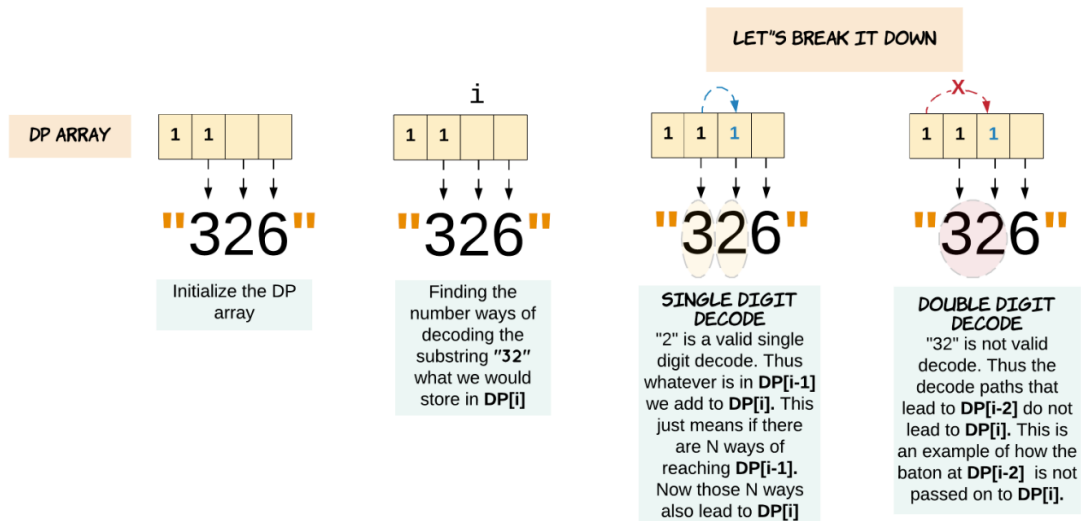 LET"S BREAK IT DOWN
i
X
DP ARRAY
1 1
1 1
1 1 1
1 1 1
"326"
"326"
"326"
"326"
Initialize the DP
array
Finding the
number ways of
decoding the
substring "32"
what we would
store in DP[i]
SINGLE DIGIT
DECODE
"2" is a valid single
digit decode. Thus
whatever is in DP[i-1]
we add to DP[i]. This
just means if there
are N ways of
reaching DP[i-1].
Now those N ways
also lead to DP[i]
DOUBLE DIGIT
DECODE
"32" is not valid
decode. Thus the
decode paths that
lead to DP[i-2] do not
lead to DP[i]. This is
an example of how the
baton at DP[i-2] is not
passed on to DP[i].